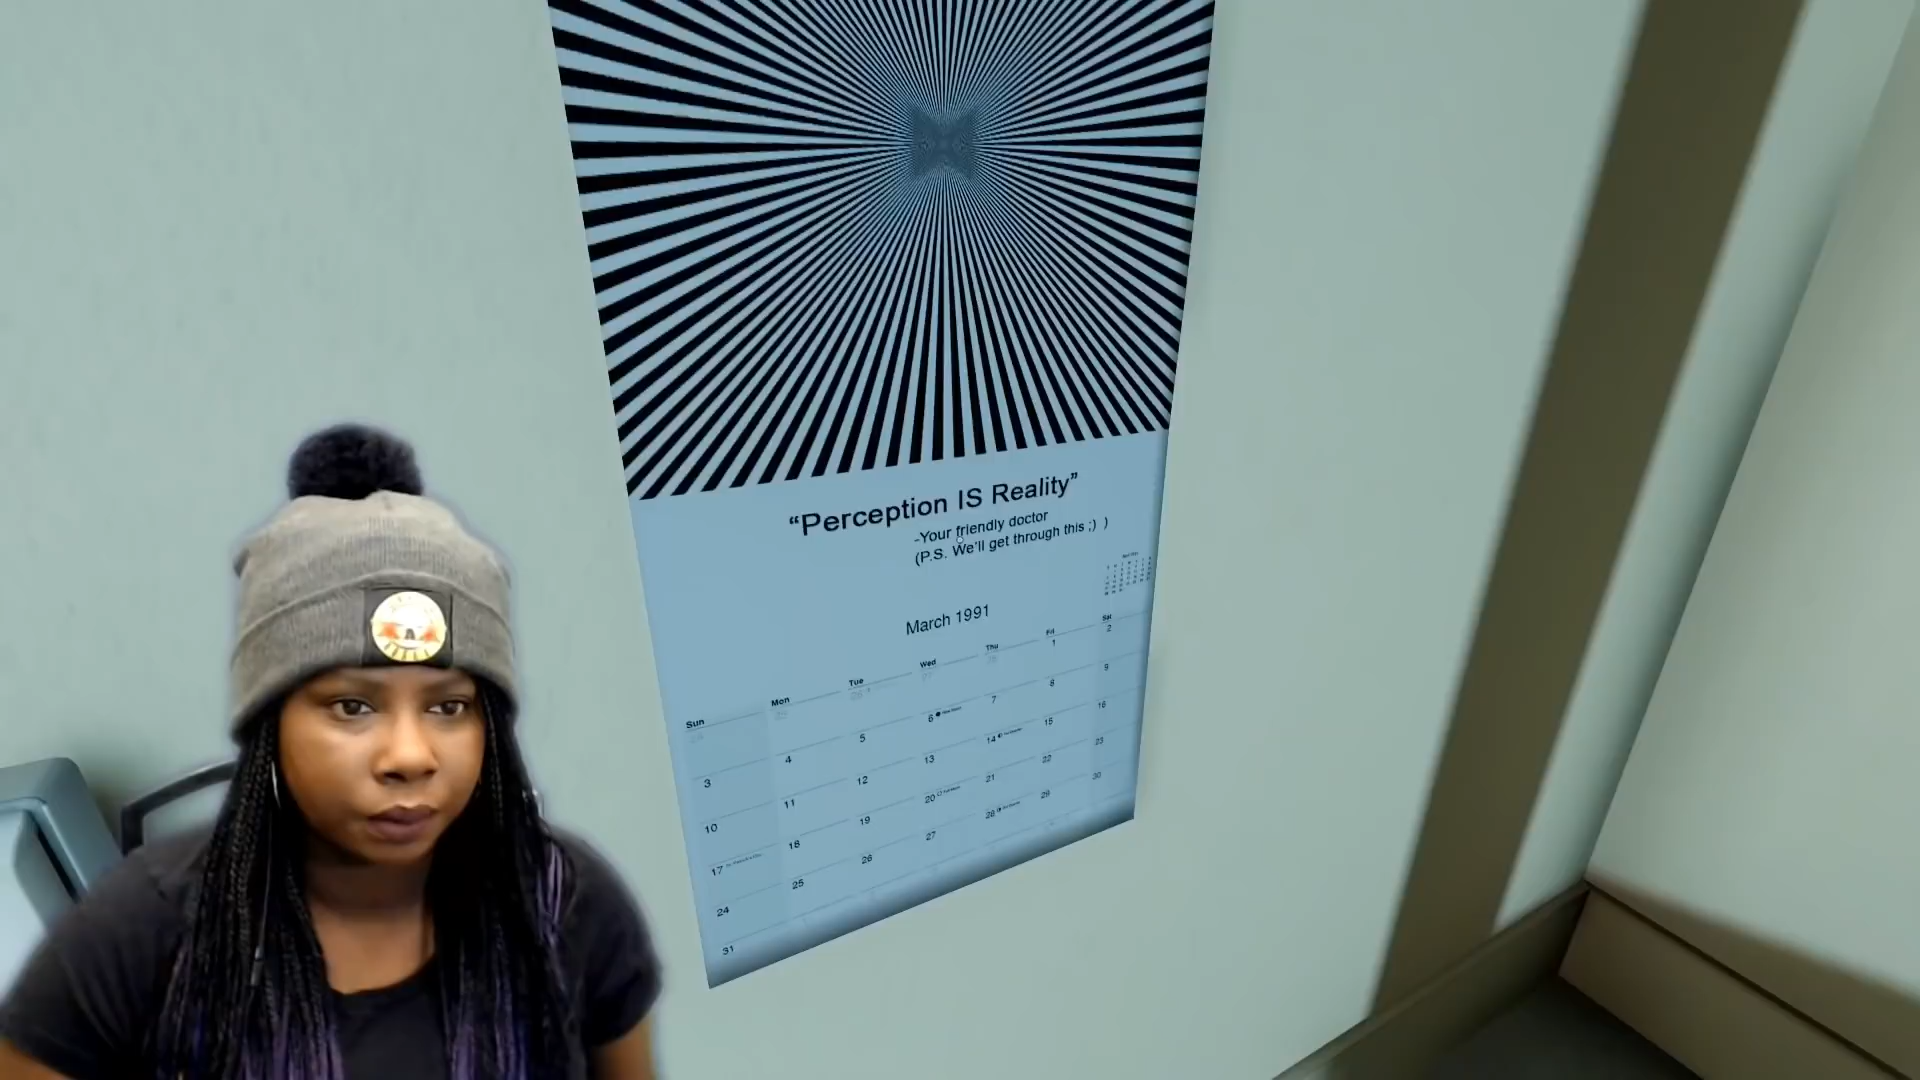 “Perception IS Reality”
-Your friendly doctor
(P.S. We'll get through this ;) )
March 1991
Sun Mon Tue Wed Thu Fri Sat
1 2
3 4 5 6 7 8 9
10 11 12 13 14 15 16
17 18 19 20 21 22 23
24 25 26 27 28 29 30
31